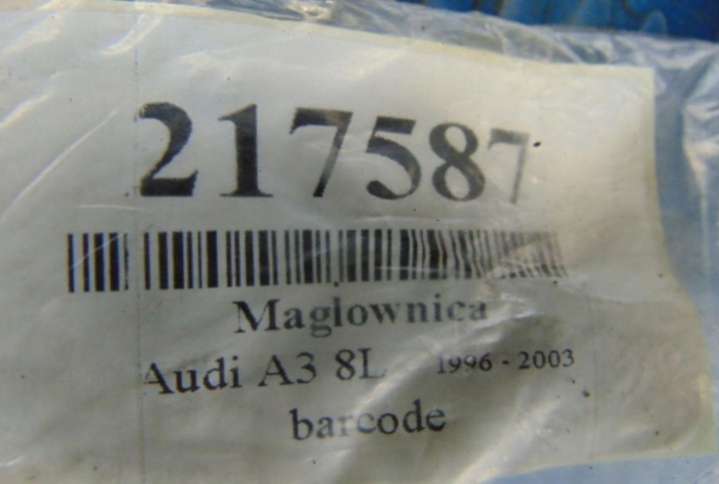 217587
Maglownica
Audi A3 8L 1996 - 2003
barcode